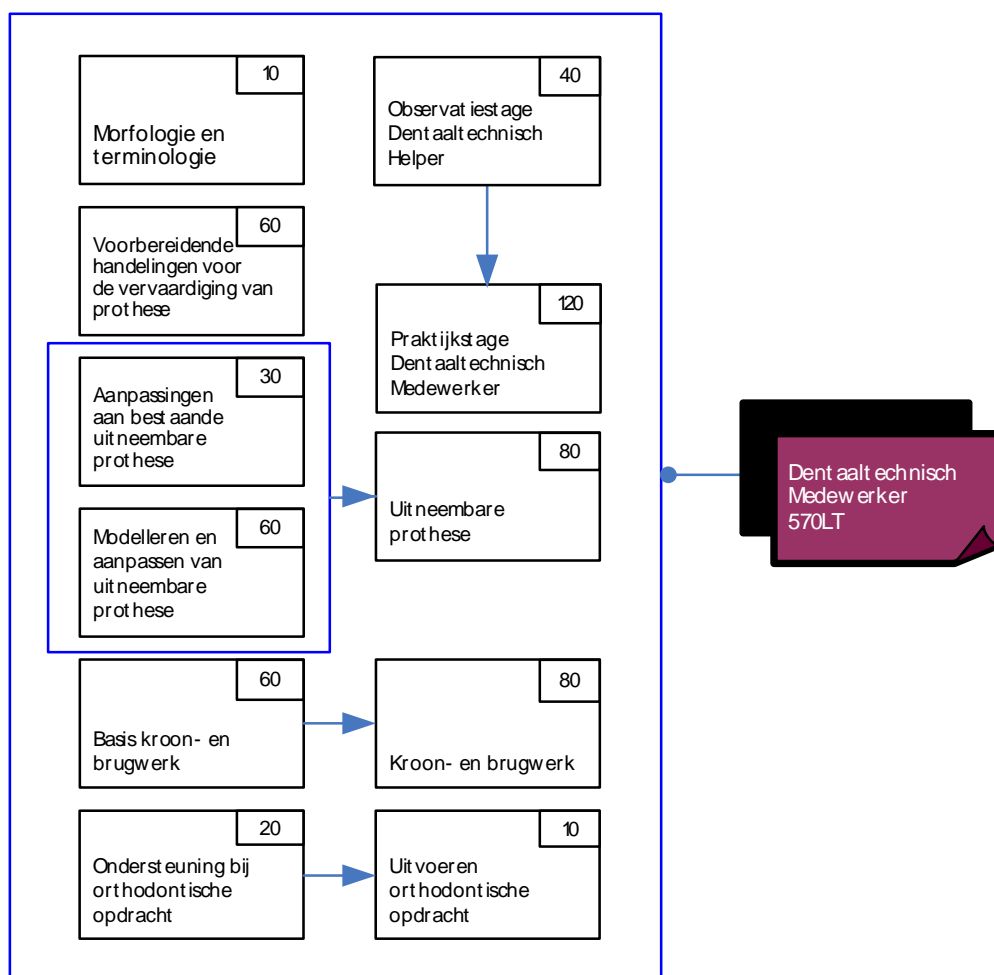 10
Morfologie en
terminologie
40
Observatiestage
Dentaaltechnisch
Helper
60
Voorbereidende
handelingen voor
de vervaardiging van
prothese
120
Praktijkstage
Dentaaltechnisch
Medewerker
30
Aanpassingen
aan bestaande
uitneembare
prothese
80
Uitneembare
prothese
60
Modelleren en
aanpassen van
uitneembare
prothese
Dentaaltechnisch
Medewerker
570LT
60
Basis kroon- en
brugwerk
80
Kroon- en brugwerk
20
Ondersteuning bij
orthodontische
opdracht
10
Uitvoeren
orthodontische
opdracht